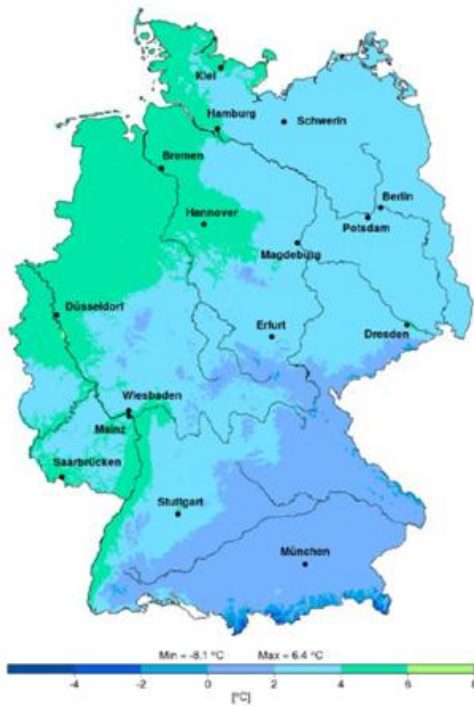 Kiel
Hamburg
Schwerin
Bremen
Berlin
Hannover
Potsdam
Magdeburg
Düsseldorf
Erfurt
Dresden
Wiesbaden
Mainz
Saarbrücken
Stuttgart
München
Min = -8.1 °C Max = 6.4 °C
-4 -2 0 2 4 6 8
[°C]